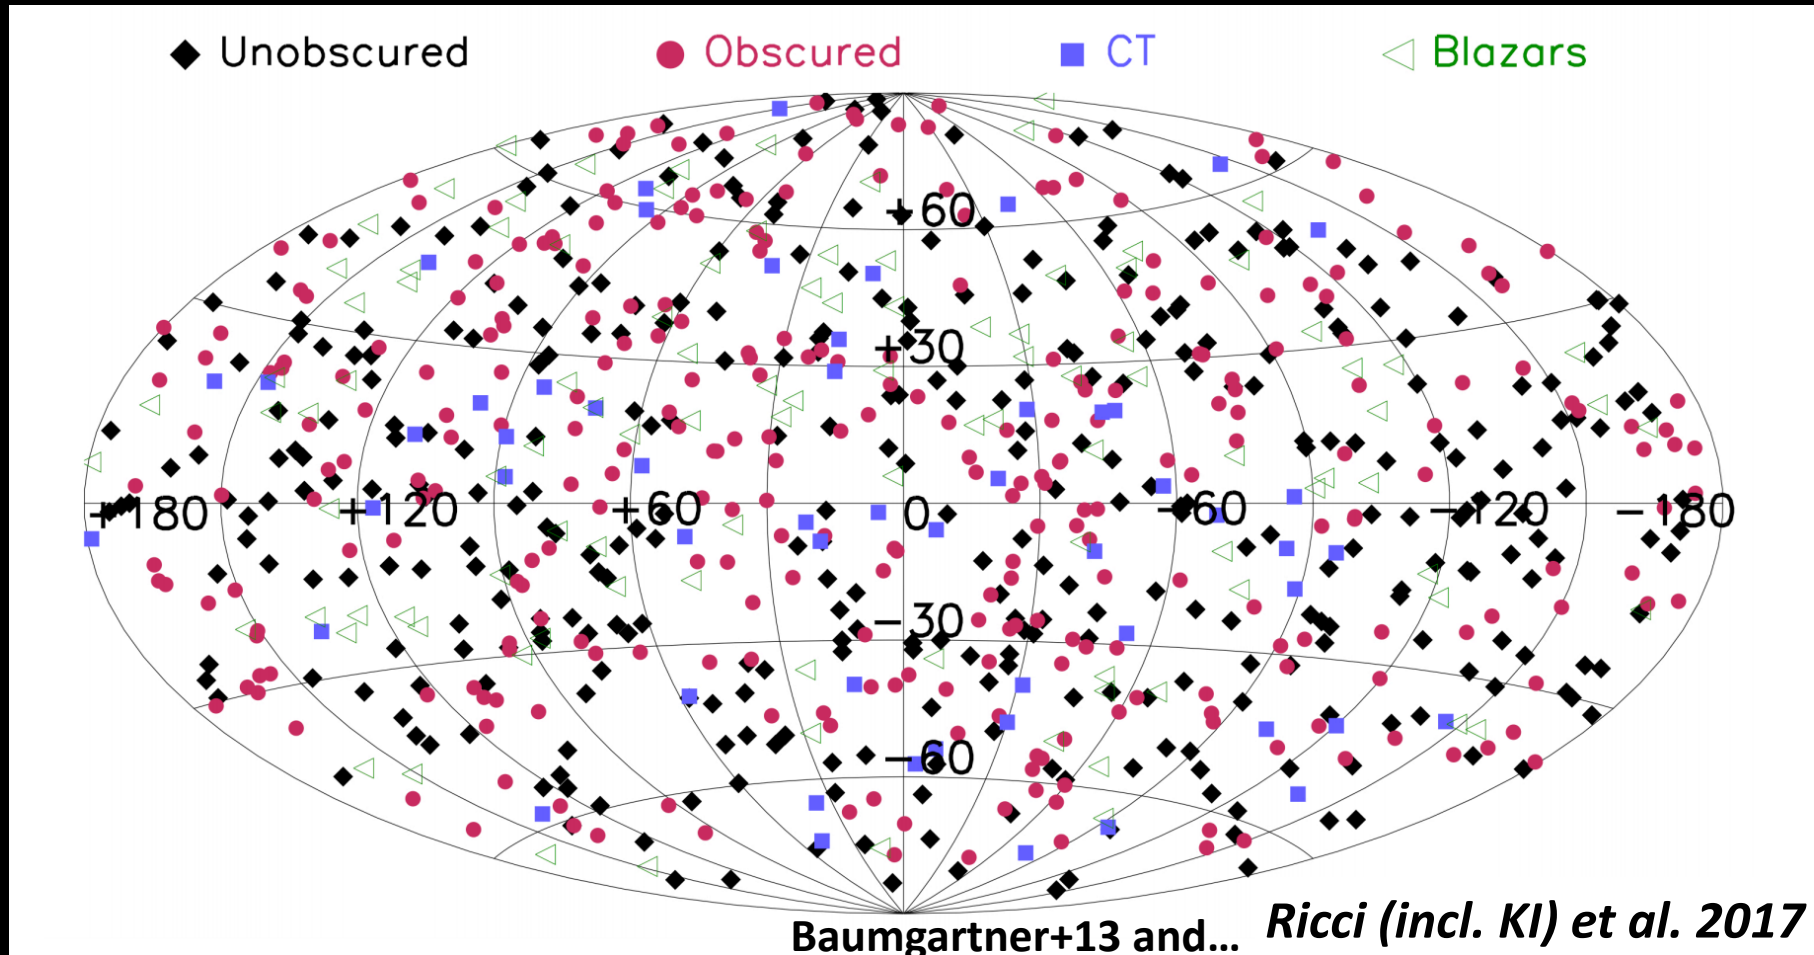 Unobscured Obscured CT Blazars
+60
+30
+180 +120 +60 0 -60 -120 -180
-30
-60
Baumgartner+13 and... Ricci (incl. KI) et al. 2017